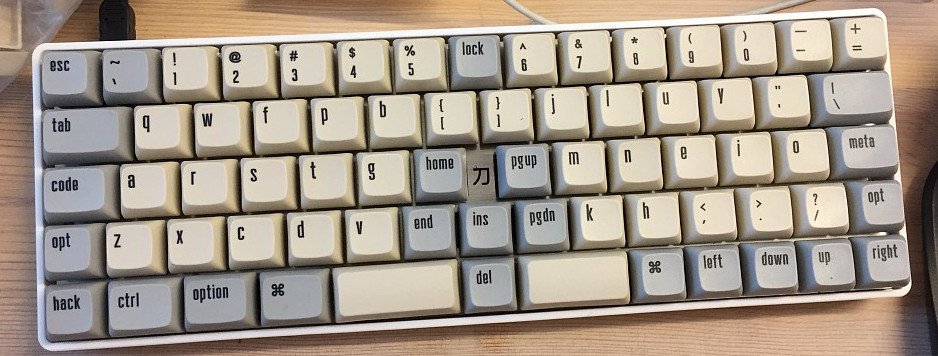 esc ~ ` ! 1 @ 2 # 3 $ 4 % 5 lock ^ 6 & 7 * 8 ( 9 ) 0 — - + =
tab q w f p b { [ } ] j l u y " ' | \
code a r s t g home 力 pgup m n e i o meta
opt z x c d v end ins pgdn k h < , > . ? / opt
hack ctrl option ⌘ del ⌘ left down up right